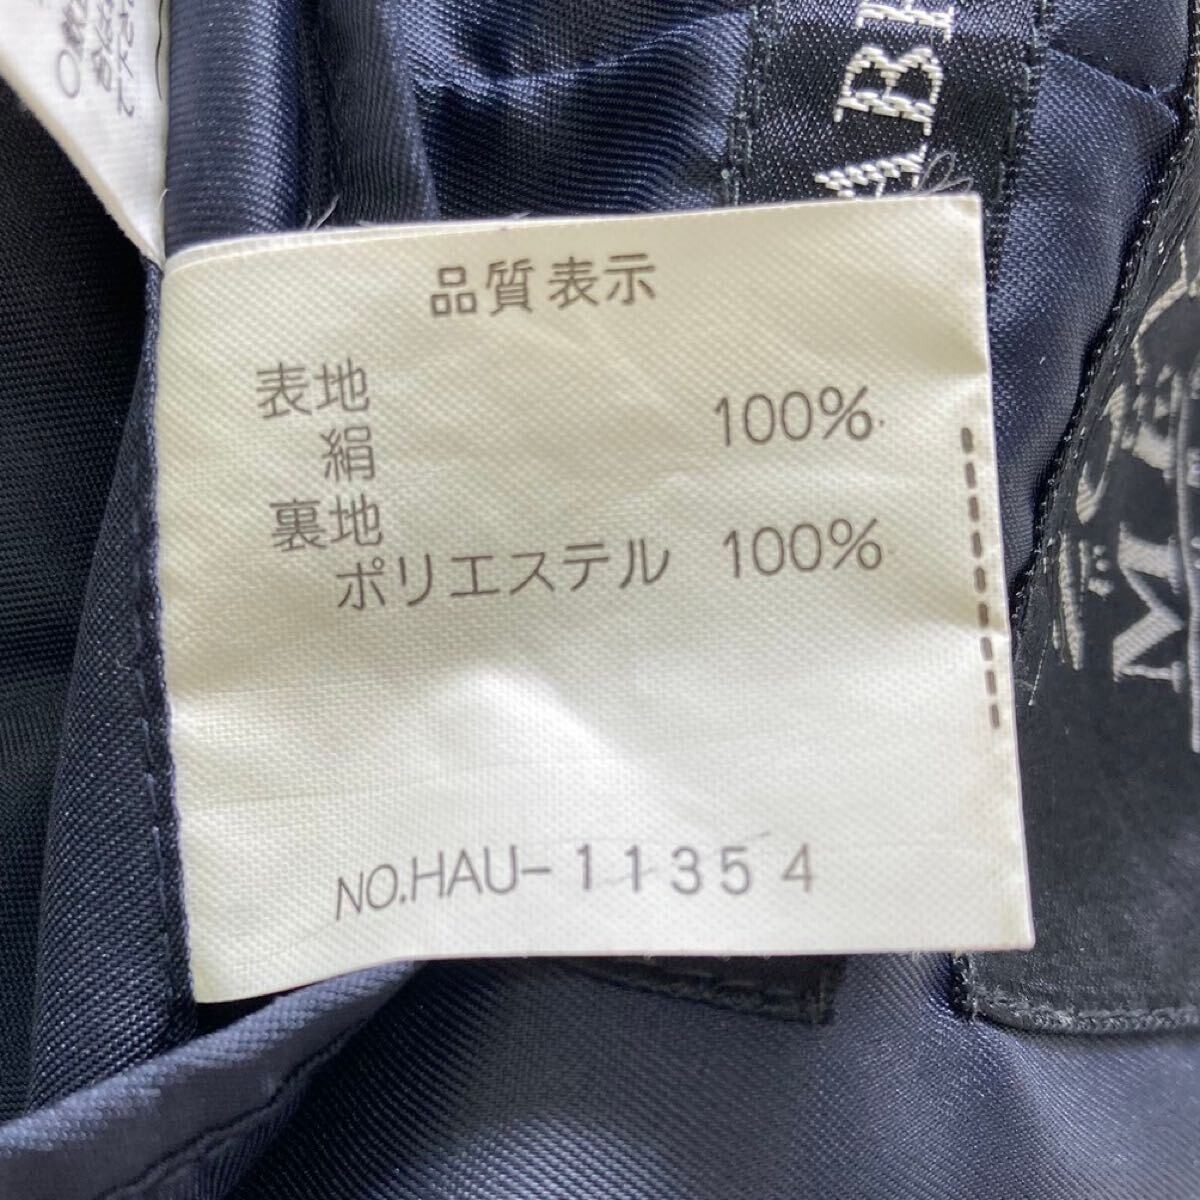 品質表示
表地
絹 100%
裏地
ポリエステル 100%
NO.HAU-11354